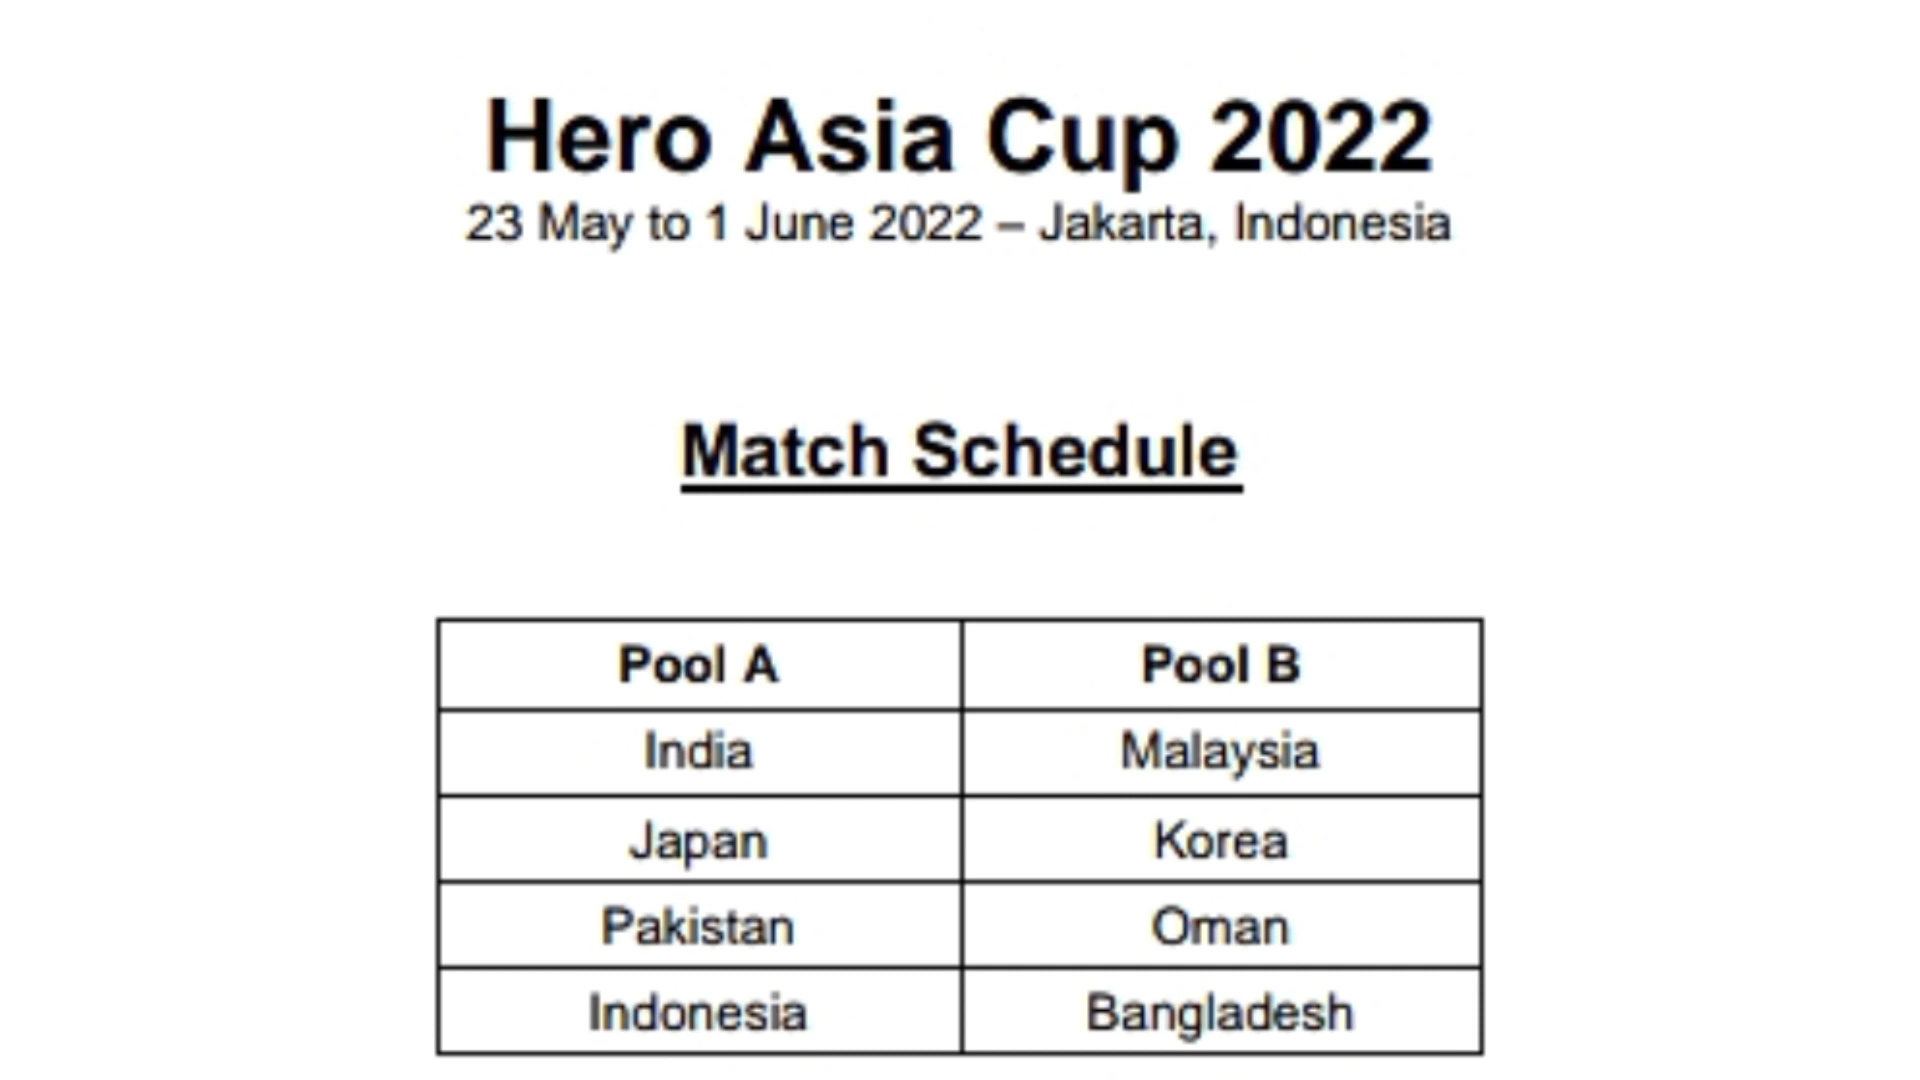 Hero Asia Cup 2022
23 May to 1 June 2022 – Jakarta, Indonesia
Match Schedule
Pool A Pool B
India Malaysia
Japan Korea
Pakistan Oman
Indonesia Bangladesh